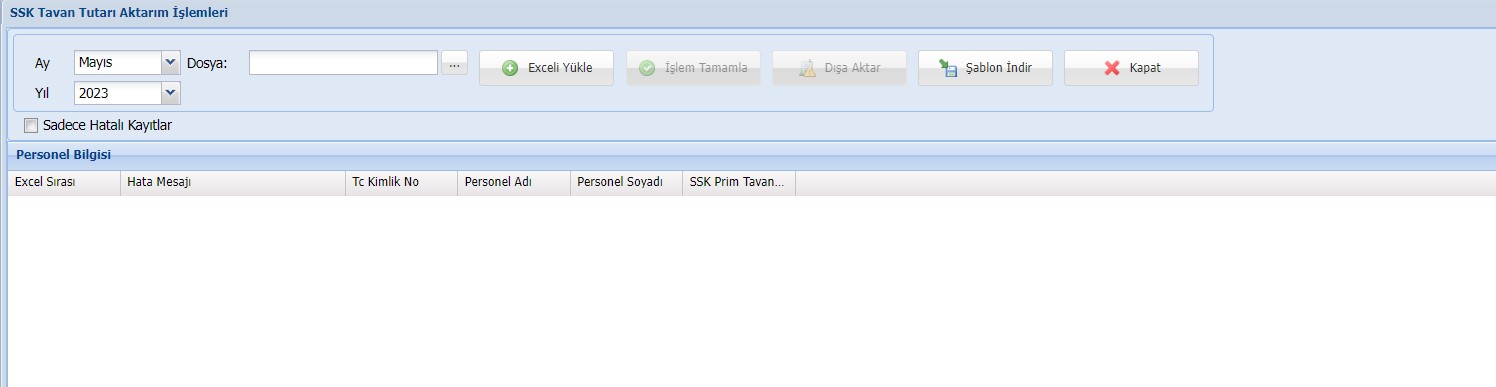 SSK Tavan Tutarı Aktarım İşlemleri
Ay Mayıs Dosya: ... Exceli Yükle İşlem Tamamla Dışa Aktar Şablon İndir Kapat
Yıl 2023
Sadece Hatalı Kayıtlar
Personel Bilgisi
Excel Sırası Hata Mesajı Tc Kimlik No Personel Adı Personel Soyadı SSK Prim Tavan...